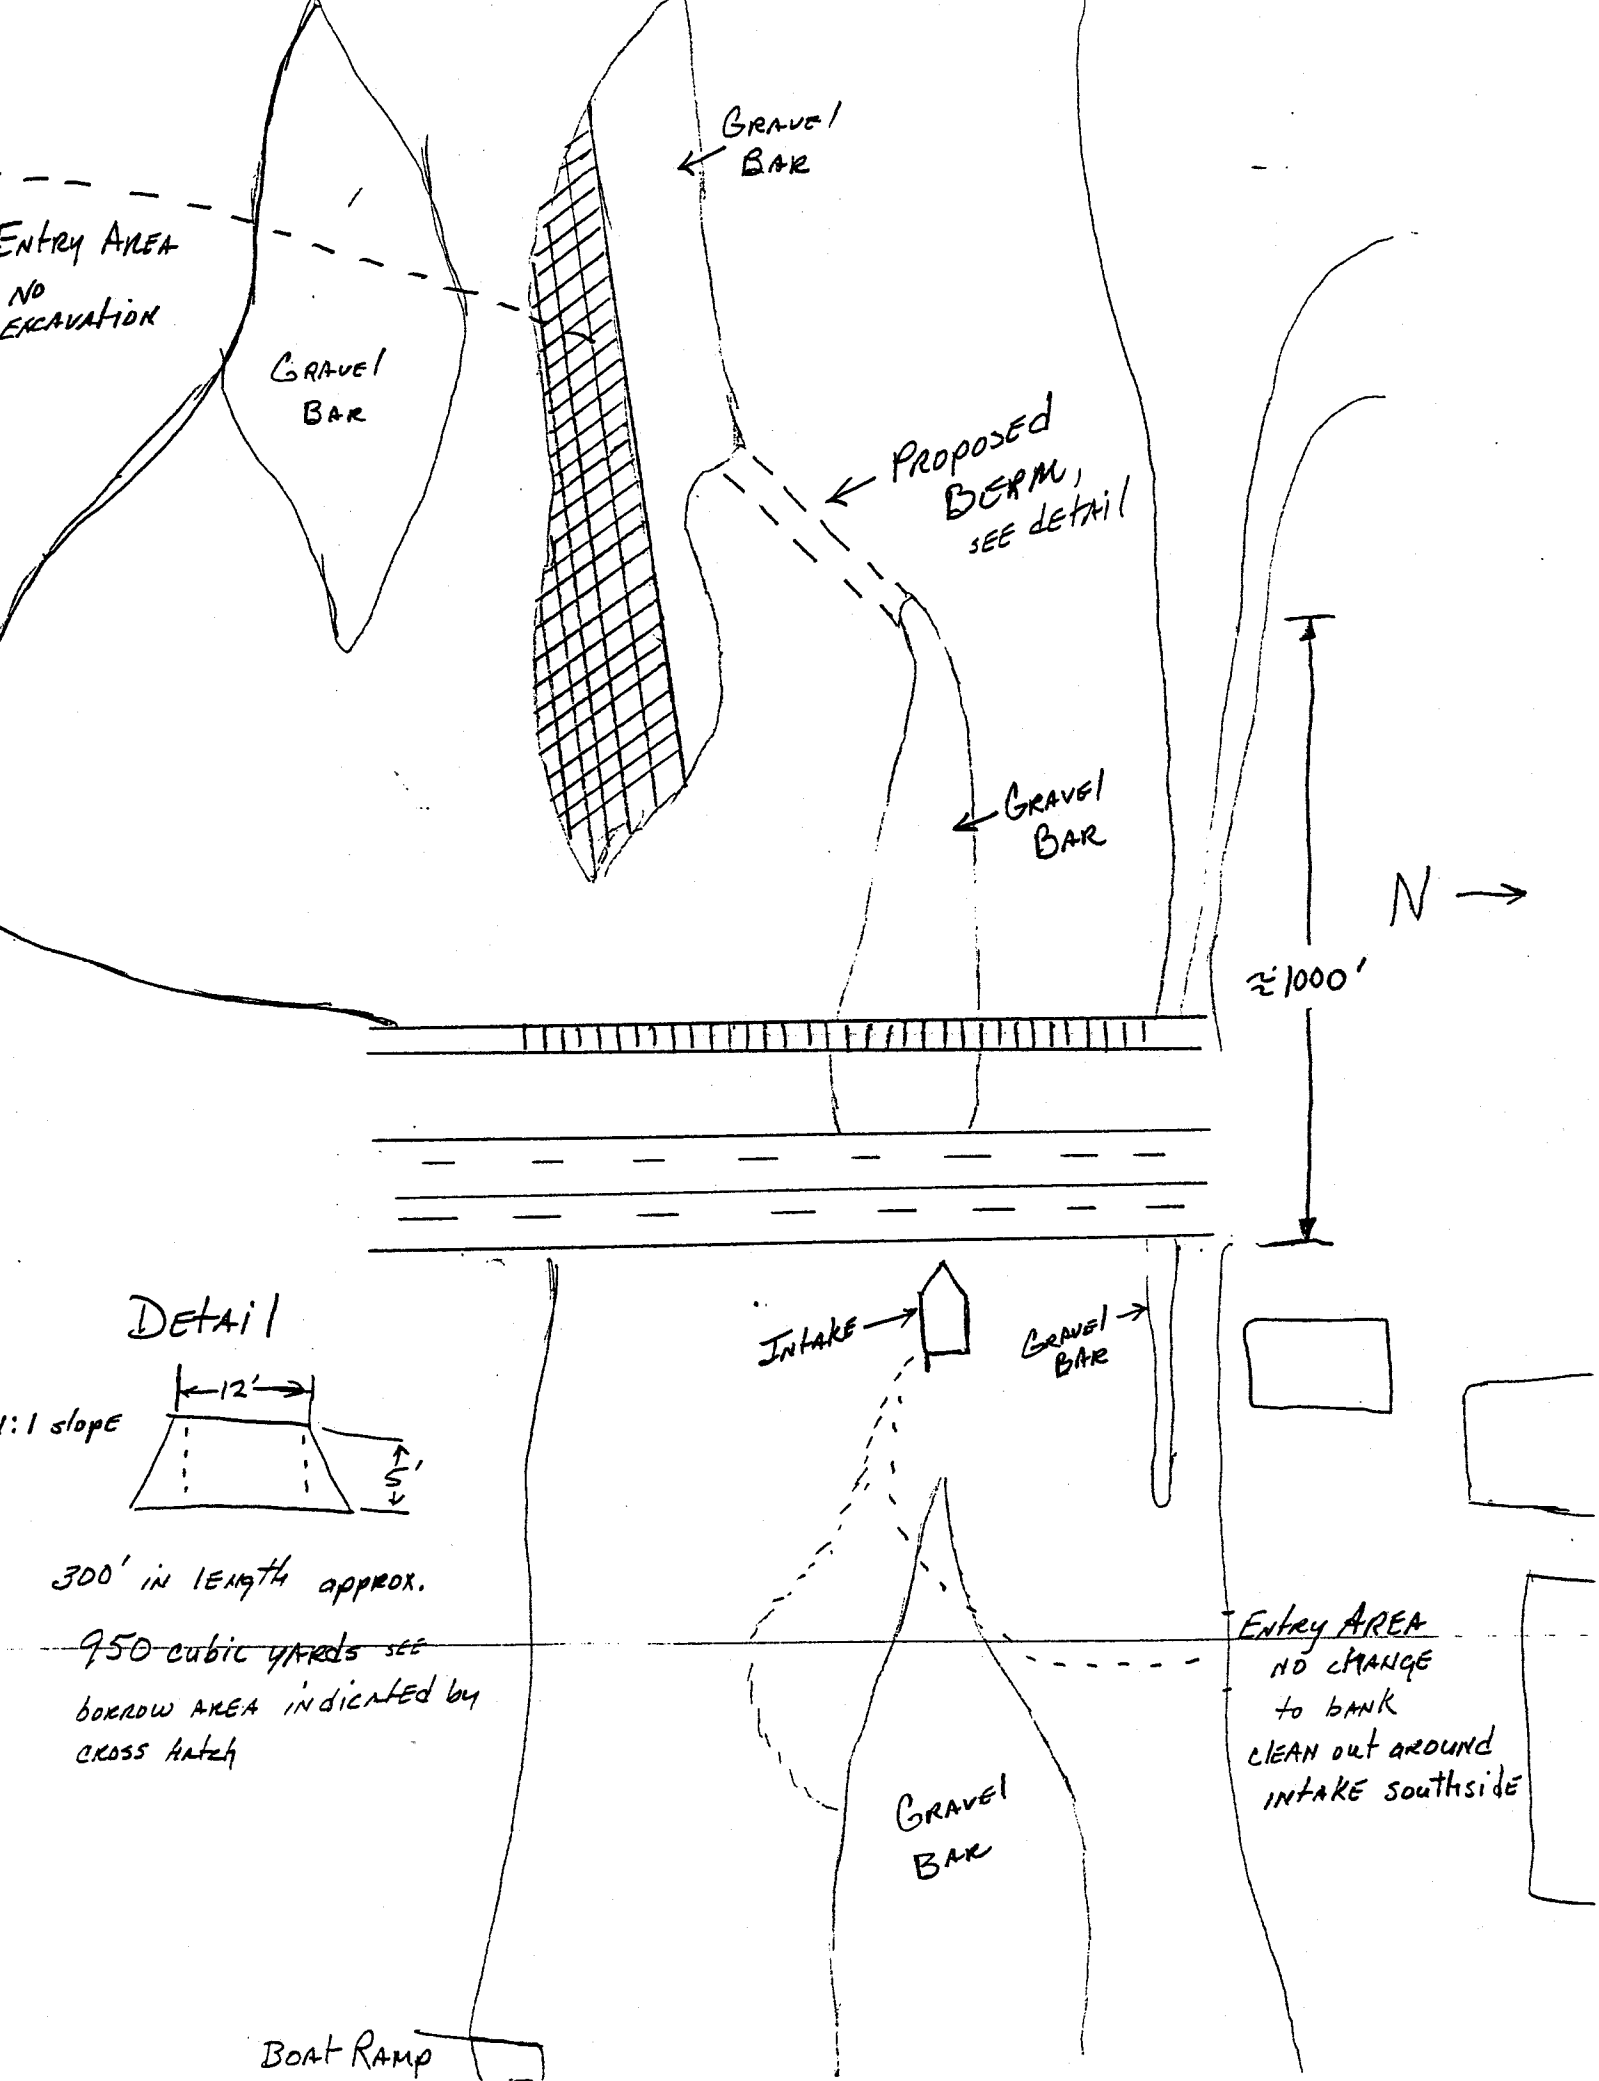 GRAVEl
BAR
ENtRy AREA
NO
EXCAVAtiON
GRAVEl
BAR
PROPOSEd
BERM,
SEE dEtAil
GRAVEl
BAR
N
≈1000'
DEtAil
12'
1:1 slopE
5'
INtAKE
GRAVEl
BAR
300' iN lENgth appROX.
950 cubic yARds SEE
boRROW AREA iNdicAtEd by
CROSS hAtch
ENtRy AREA
NO CHANGE
to bANK
clEAN out aROUNd
iNtAKE southsidE
GRAVEl
BAR
BOAt RAMp